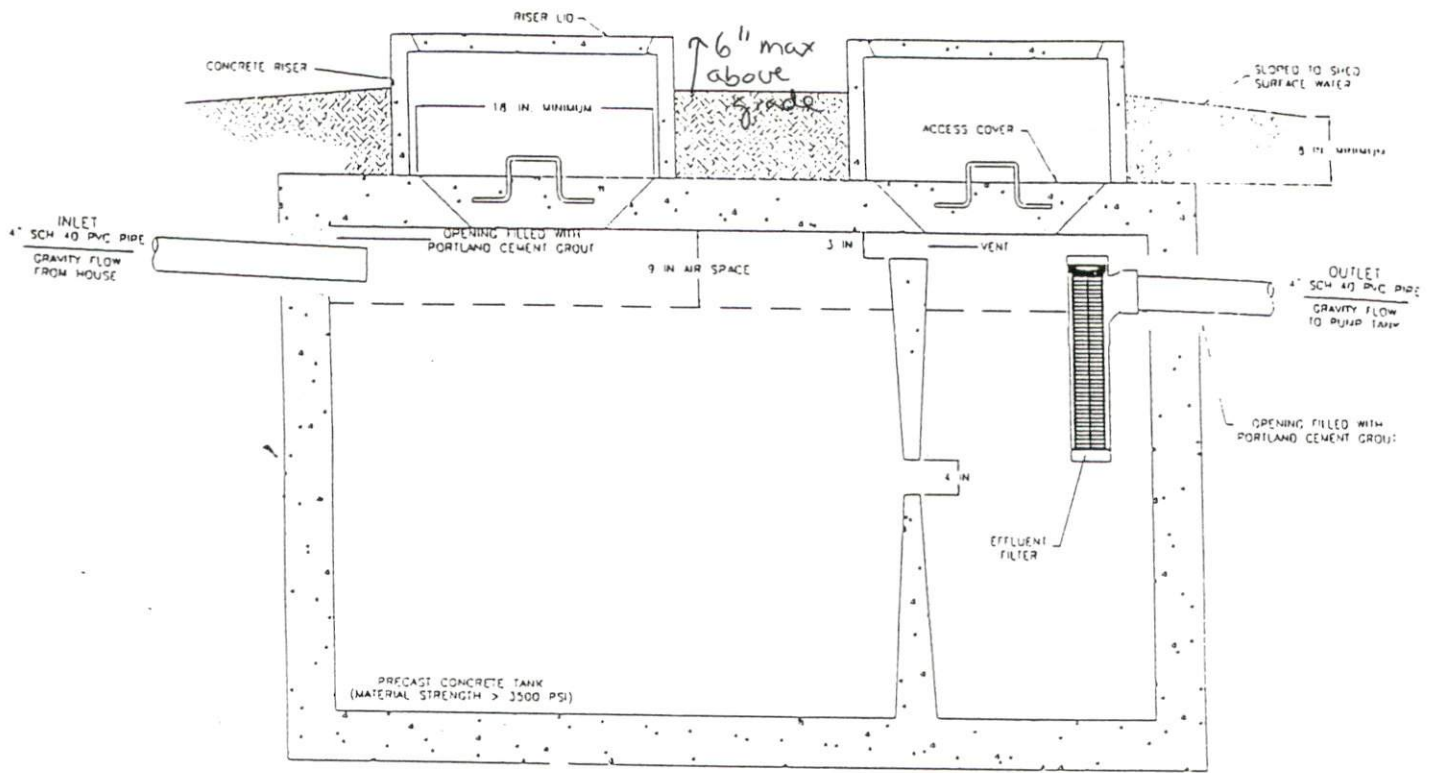 RISER LID
6" max
above
grade
CONCRETE RISER
SLOPED TO SHED
SURFACE WATER
18 IN. MINIMUM
ACCESS COVER
IN MINIMUM
INLET
4" SCH 40 PVC PIPE
GRAVITY FLOW
FROM HOUSE
OPENING FILLED WITH
PORTLAND CEMENT GROUT
3 IN
VENT
9 IN AIR SPACE
OUTLET
4" SCH 40 PVC PIPE
GRAVITY FLOW
TO PUMP TANK
OPENING FILLED WITH
PORTLAND CEMENT GROUT
4 IN
EFFLUENT
FILTER
PRECAST CONCRETE TANK
(MATERIAL STRENGTH > 3500 PSI)